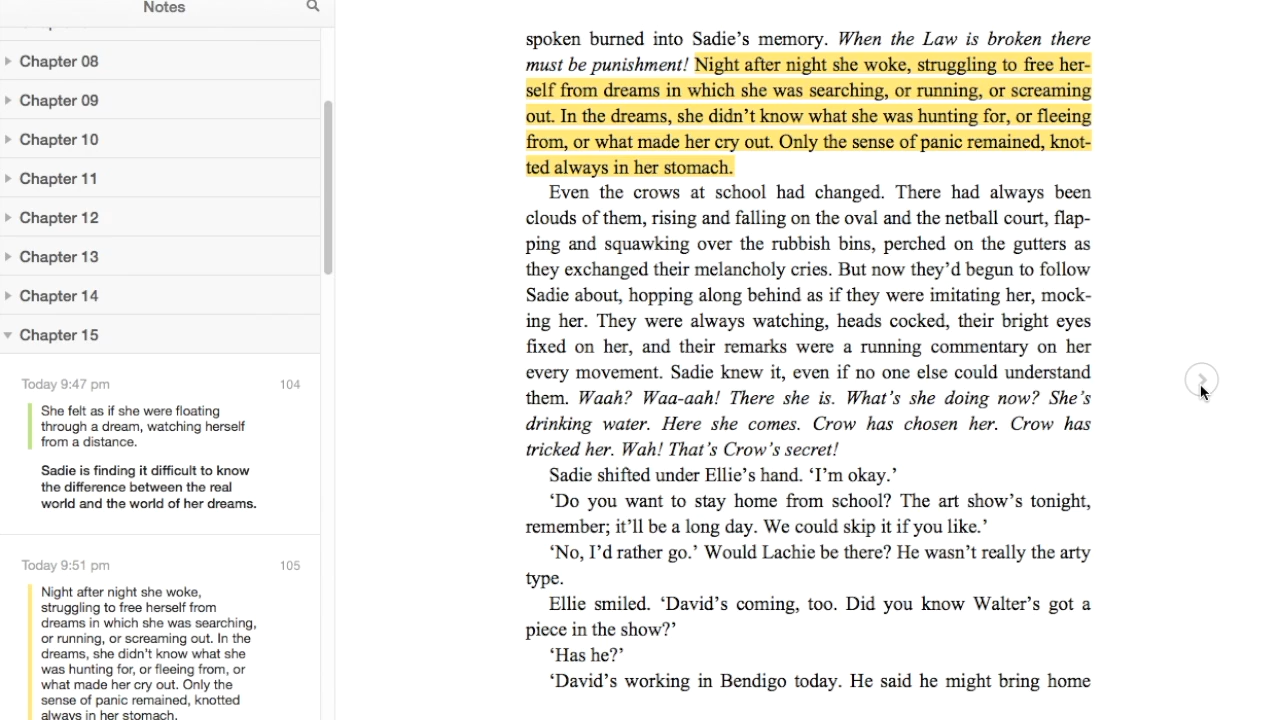 Notes
Chapter 08
Chapter 09
Chapter 10
Chapter 11
Chapter 12
Chapter 13
Chapter 14
Chapter 15
Today 9:47 pm 104
She felt as if she were floating
through a dream, watching herself
from a distance.
Sadie is finding it difficult to know
the difference between the real
world and the world of her dreams.
Today 9:51 pm 105
Night after night she woke,
struggling to free herself from
dreams in which she was searching,
or running, or screaming out. In the
dreams, she didn't know what she
was hunting for, or fleeing from, or
what made her cry out. Only the
sense of panic remained, knotted
always in her stomach.
spoken burned into Sadie’s memory. When the Law is broken there
must be punishment! Night after night she woke, struggling to free her-
self from dreams in which she was searching, or running, or screaming
out. In the dreams, she didn’t know what she was hunting for, or fleeing
from, or what made her cry out. Only the sense of panic remained, knot-
ted always in her stomach.
Even the crows at school had changed. There had always been
clouds of them, rising and falling on the oval and the netball court, flap-
ping and squawking over the rubbish bins, perched on the gutters as
they exchanged their melancholy cries. But now they’d begun to follow
Sadie about, hopping along behind as if they were imitating her, mock-
ing her. They were always watching, heads cocked, their bright eyes
fixed on her, and their remarks were a running commentary on her
every movement. Sadie knew it, even if no one else could understand
them. Waah? Waa-aah! There she is. What’s she doing now? She’s
drinking water. Here she comes. Crow has chosen her. Crow has
tricked her. Wah! That’s Crow’s secret!
Sadie shifted under Ellie’s hand. ‘I’m okay.’
‘Do you want to stay home from school? The art show’s tonight,
remember; it’ll be a long day. We could skip it if you like.’
‘No, I’d rather go.’ Would Lachie be there? He wasn’t really the arty
type.
Ellie smiled. ‘David’s coming, too. Did you know Walter’s got a
piece in the show?’
‘Has he?’
‘David’s working in Bendigo today. He said he might bring home